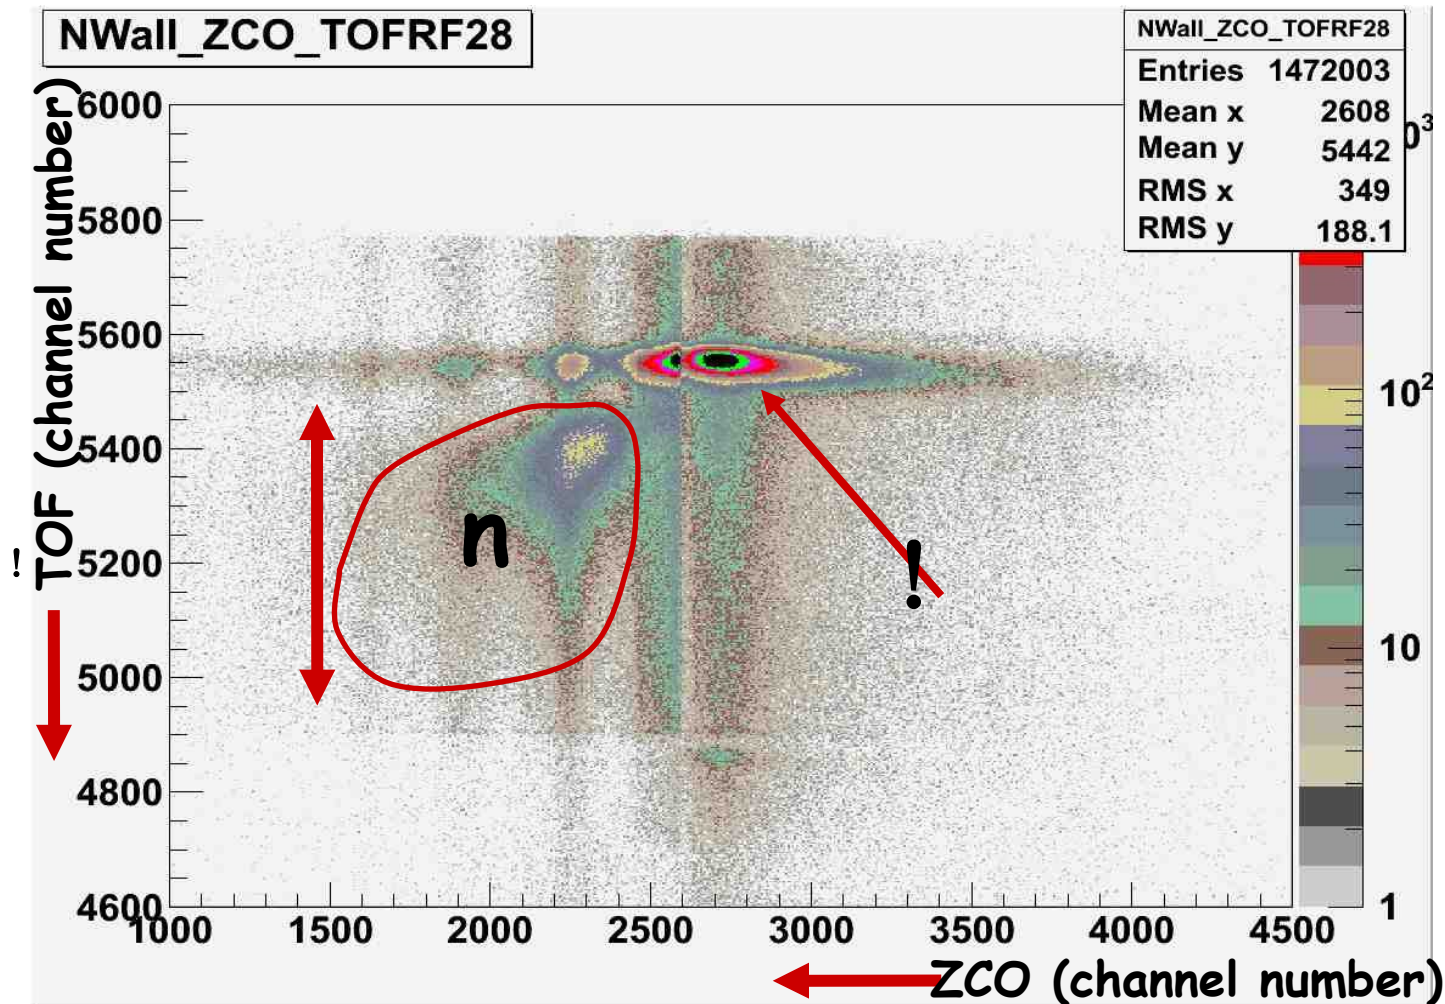 NWall_ZCO_TOFRF28
NWall_ZCO_TOFRF28
Entries 1472003
Mean x 2608
Mean y 5442
RMS x 349
RMS y 188.1
! TOF (channel number)
6000
5800
5600
5400
5200
5000
4800
4600
n
!
0³
10²
10
1
1000 1500 2000 2500 3000 3500 4000 4500
ZCO (channel number)